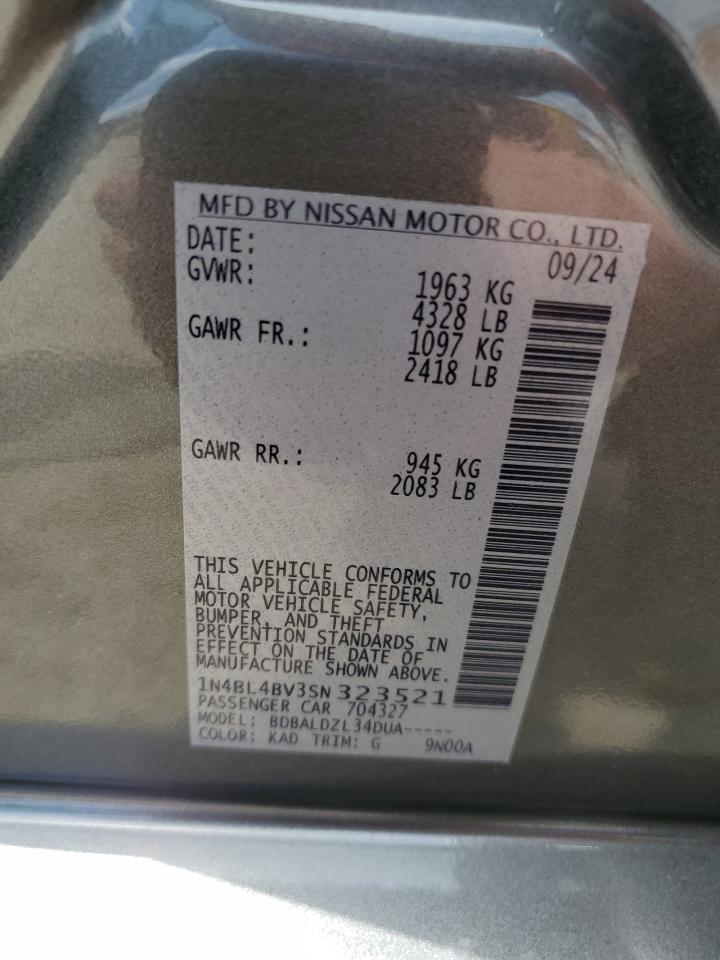 MFD BY NISSAN MOTOR CO., LTD.
DATE: 09/24
GVWR: 1963 KG
4328 LB
GAWR FR.: 1097 KG
2418 LB
GAWR RR.: 945 KG
2083 LB
THIS VEHICLE CONFORMS TO
ALL APPLICABLE FEDERAL
MOTOR VEHICLE SAFETY,
BUMPER, AND THEFT
PREVENTION STANDARDS IN
EFFECT ON THE DATE OF
MANUFACTURE SHOWN ABOVE.
1N4BL4BV3SN323521
PASSENGER CAR 704327
MODEL: BDBALDZL34DUA-----
COLOR: KAD TRIM: G 9N00A